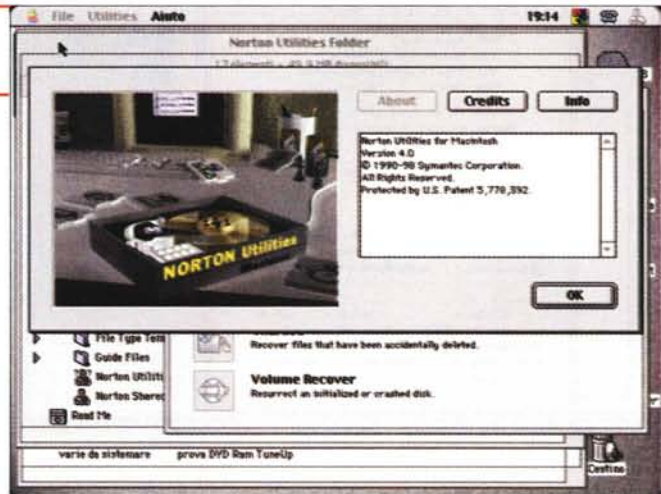 File Utilities Aiuto 19:14
Norton Utilities Folder
About Credits Info
Norton Utilities for Macintosh
Version 4.0
© 1990-98 Symantec Corporation.
All Rights Reserved.
Protected by U.S. Patent 5,778,392.
NORTON Utilities
OK
File Type Tem
Recover files that have been accidentally deleted.
Guide Files
Norton Utiliti
Volume Recover
Norton Shared
Resurrect an initialized or crashed disk.
Read Me
varie da sistemare prova DVD Ram TuneUp
Cestino